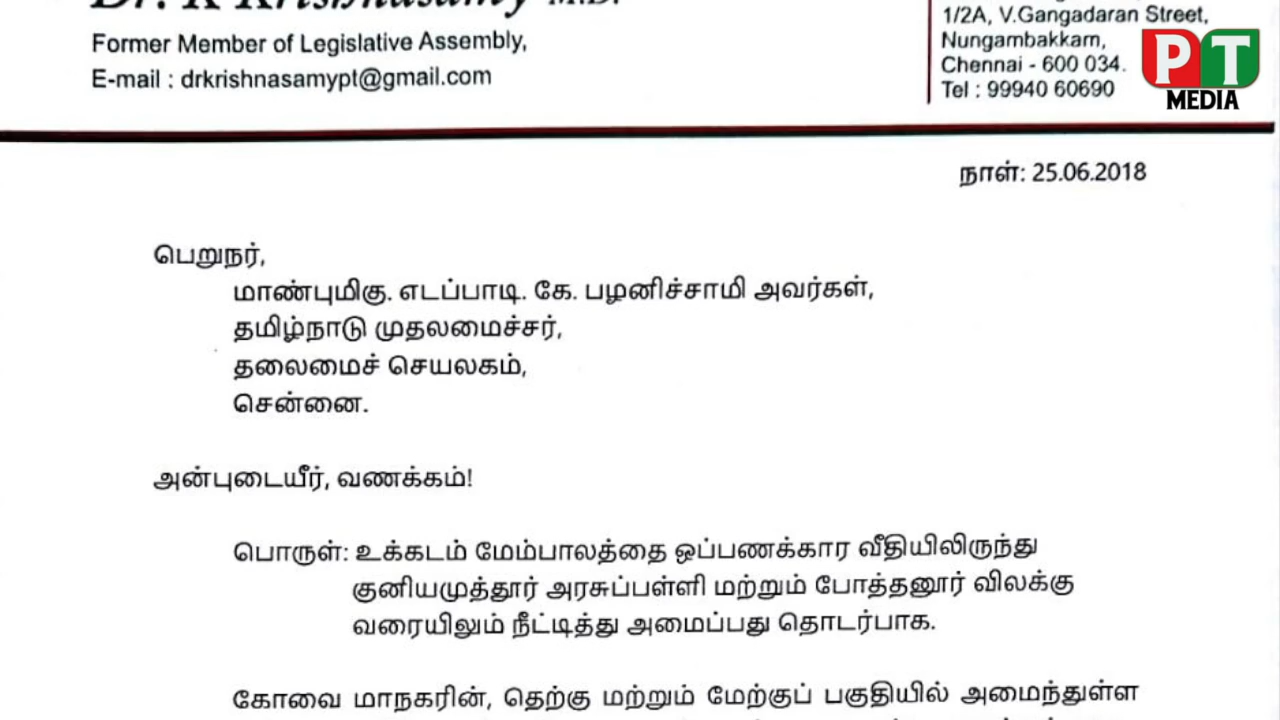 Dr. K Krishnasamy M.D.
Former Member of Legislative Assembly,
E-mail : drkrishnasamypt@gmail.com
1/2A, V.Gangadaran Street,
Nungambakkam,
Chennai - 600 034.
Tel : 99940 60690
PT
MEDIA
நாள்: 25.06.2018
பெறுநர்,
மாண்புமிகு. எடப்பாடி. கே. பழனிச்சாமி அவர்கள்,
தமிழ்நாடு முதலமைச்சர்,
தலைமைச் செயலகம்,
சென்னை.
அன்புடையீர், வணக்கம்!
பொருள்: உக்கடம் மேம்பாலத்தை ஒப்பணக்கார வீதியிலிருந்து
குனியமுத்தூர் அரசுப்பள்ளி மற்றும் போத்தனூர் விலக்கு
வரையிலும் நீட்டித்து அமைப்பது தொடர்பாக.
கோவை மாநகரின், தெற்கு மற்றும் மேற்குப் பகுதியில் அமைந்துள்ள